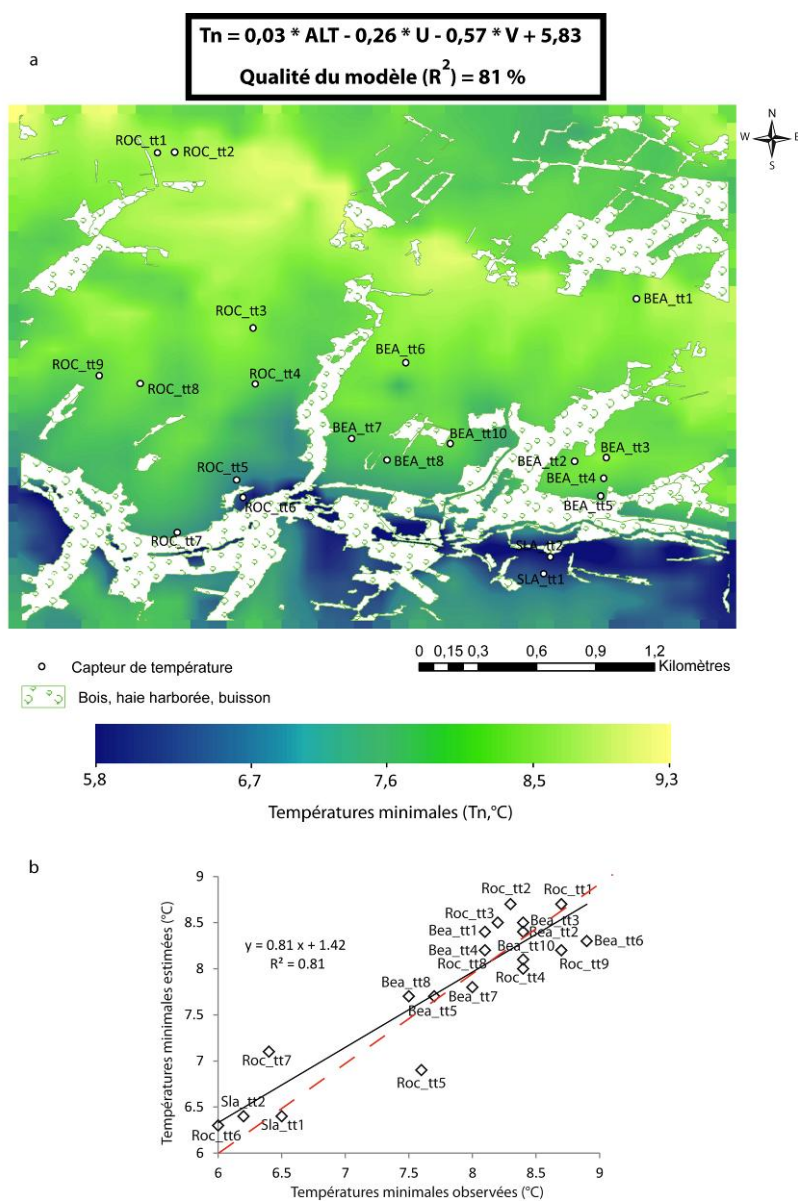 Tn = 0,03 * ALT - 0,26 * U - 0,57 * V + 5,83
Qualité du modèle (R²) = 81 %
a
N
W E
S
ROC_tt1
ROC_tt2
BEA_tt1
ROC_tt3
BEA_tt6
ROC_tt9
ROC_tt8
ROC_tt4
BEA_tt7
BEA_tt10
BEA_tt8
BEA_tt2
BEA_tt3
BEA_tt4
BEA_tt5
ROC_tt5
ROC_tt6
ROC_tt7
SLA_tt2
SLA_tt1
Capteur de température
0 0,15 0,3 0,6 0,9 1,2
Kilomètres
Bois, haie harborée, buisson
5,8 6,7 7,6 8,5 9,3
Températures minimales (Tn,°C)
b
Températures minimales estimées (°C)
9
8.5
8
7.5
7
6.5
6
y = 0.81 x + 1.42
R² = 0.81
Roc_tt2
Roc_tt1
Roc_tt3
Bea_tt3
Bea_tt1
Bea_tt2
Bea_tt6
Bea_tt4
Bea_tt10
Roc_tt8
Roc_tt9
Roc_tt4
Bea_tt8
Bea_tt7
Bea_tt5
Roc_tt7
Roc_tt5
Sla_tt2
Sla_tt1
Roc_tt6
6 6.5 7 7.5 8 8.5 9
Températures minimales observées (°C)